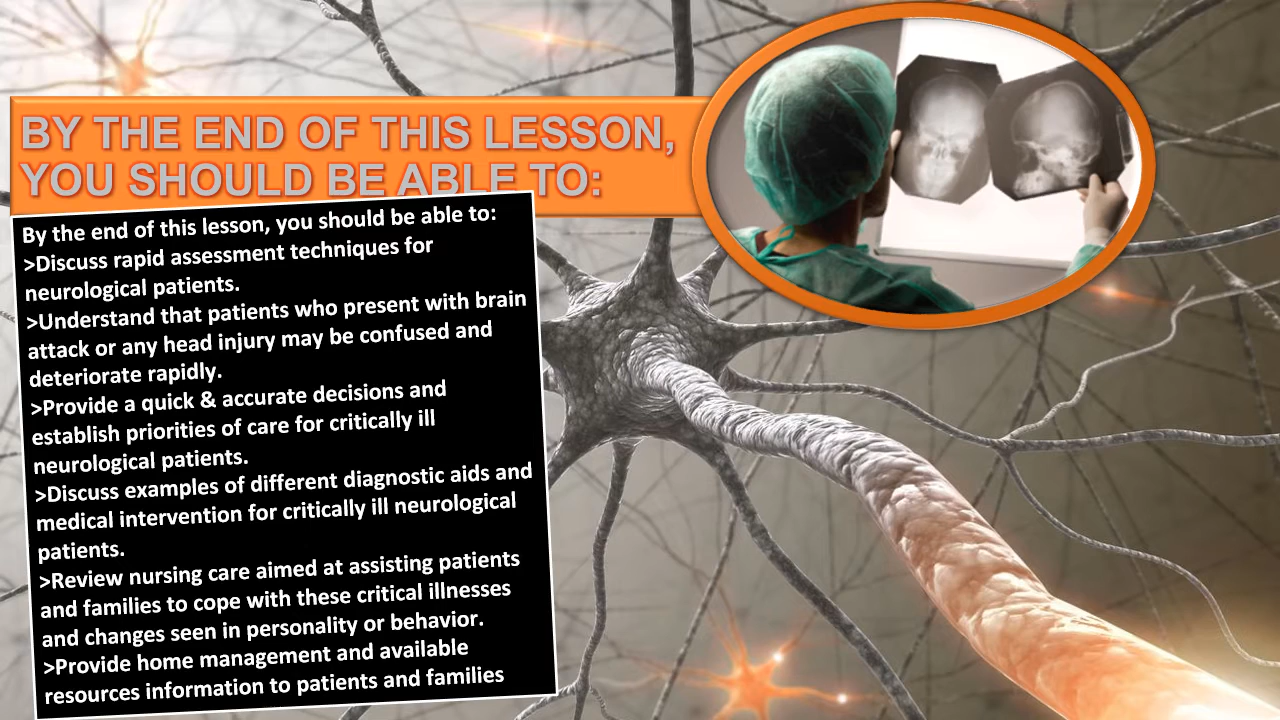 BY THE END OF THIS LESSON,
YOU SHOULD BE ABLE TO:
By the end of this lesson, you should be able to:
>Discuss rapid assessment techniques for
neurological patients.
>Understand that patients who present with brain
attack or any head injury may be confused and
deteriorate rapidly.
>Provide a quick & accurate decisions and
establish priorities of care for critically ill
neurological patients.
>Discuss examples of different diagnostic aids and
medical intervention for critically ill neurological
patients.
>Review nursing care aimed at assisting patients
and families to cope with these critical illnesses
and changes seen in personality or behavior.
>Provide home management and available
resources information to patients and families